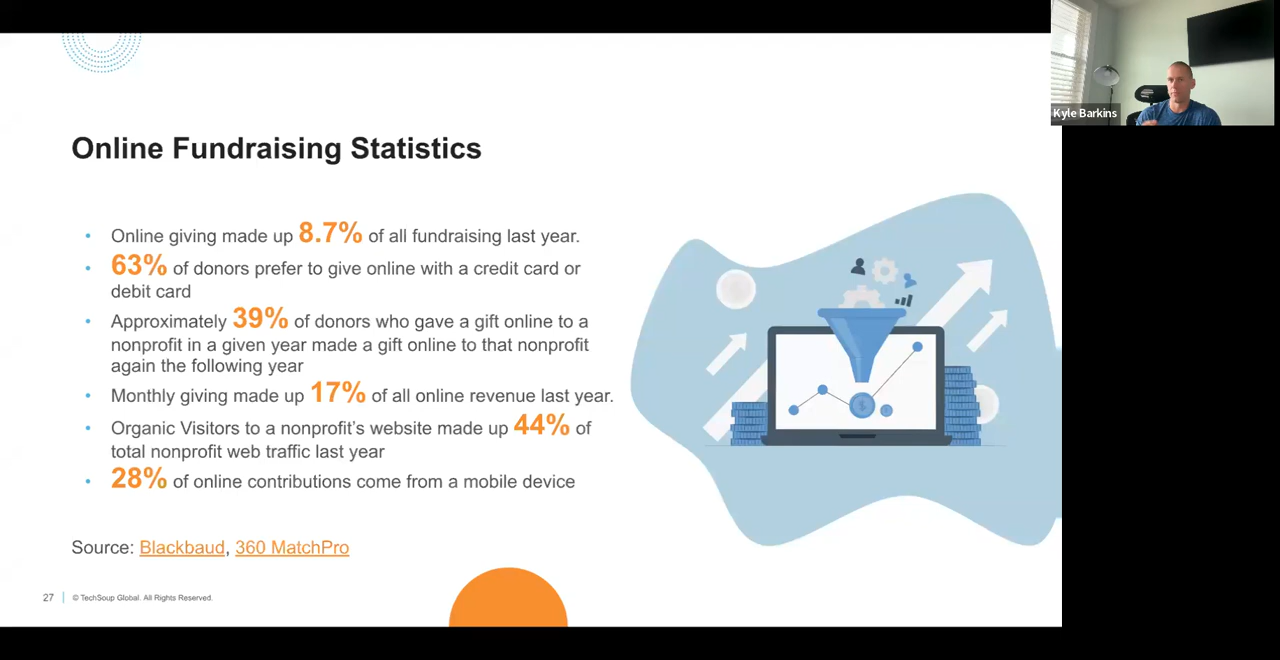 Kyle Barkins
Online Fundraising Statistics
• Online giving made up 8.7% of all fundraising last year.
• 63% of donors prefer to give online with a credit card or
debit card
• Approximately 39% of donors who gave a gift online to a
nonprofit in a given year made a gift online to that nonprofit
again the following year
• Monthly giving made up 17% of all online revenue last year.
• Organic Visitors to a nonprofit's website made up 44% of
total nonprofit web traffic last year
• 28% of online contributions come from a mobile device
$
Source: Blackbaud, 360 MatchPro
27 | © TechSoup Global. All Rights Reserved.